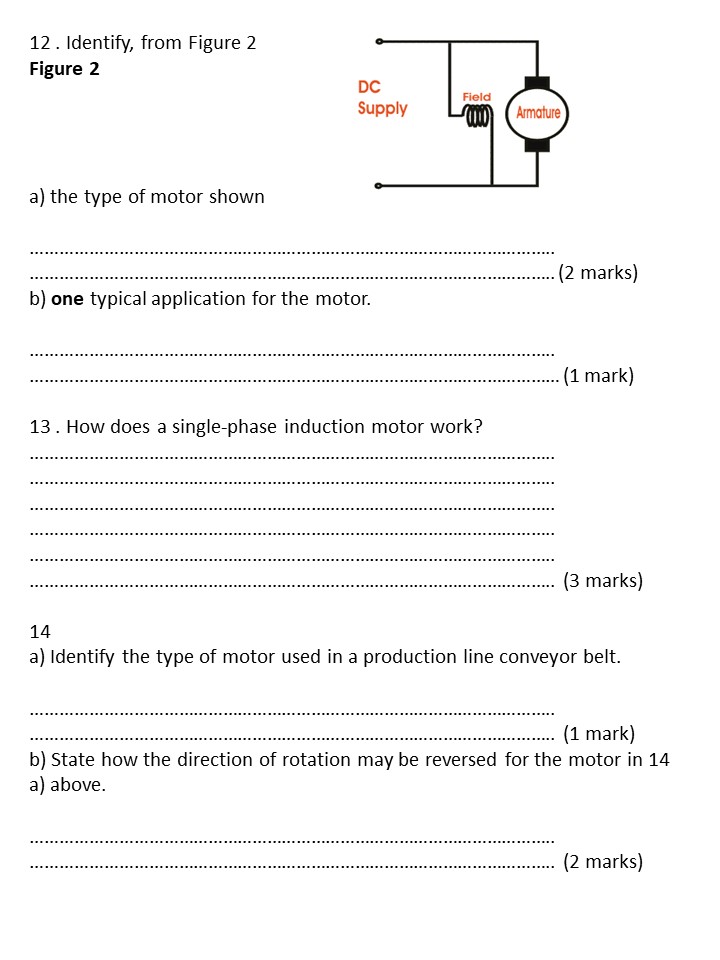 12 . Identify, from Figure 2
Figure 2
DC
Supply
Field
Armature
a) the type of motor shown
.........................................................................................................
......................................................................................................... (2 marks)
b) one typical application for the motor.
.........................................................................................................
.......................................................................................................... (1 mark)
13 . How does a single-phase induction motor work?
.........................................................................................................
.........................................................................................................
.........................................................................................................
.........................................................................................................
.........................................................................................................
......................................................................................................... (3 marks)
14
a) Identify the type of motor used in a production line conveyor belt.
.........................................................................................................
......................................................................................................... (1 mark)
b) State how the direction of rotation may be reversed for the motor in 14
a) above.
.........................................................................................................
......................................................................................................... (2 marks)